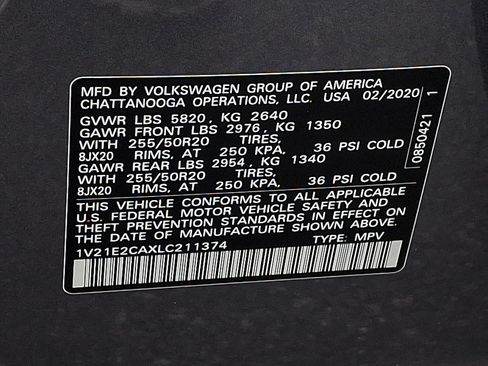 MFD BY VOLKSWAGEN GROUP OF AMERICA
CHATTANOOGA OPERATIONS, LLC. USA 02/2020
GVWR LBS 5820, KG 2640
GAWR FRONT LBS 2976, KG 1350
WITH 255/50R20 TIRES,
8JX20 RIMS, AT 250 KPA, 36 PSI COLD
GAWR REAR LBS 2954, KG 1340
WITH 255/50R20 TIRES,
8JX20 RIMS, AT 250 KPA, 36 PSI COLD
THIS VEHICLE CONFORMS TO ALL APPLICABLE
U.S. FEDERAL MOTOR VEHICLE SAFETY AND
THEFT PREVENTION STANDARDS IN EFFECT ON
THE DATE OF MANUFACTURE SHOWN ABOVE.
1V21E2CAXLC211374 TYPE: MPV
0850421 1